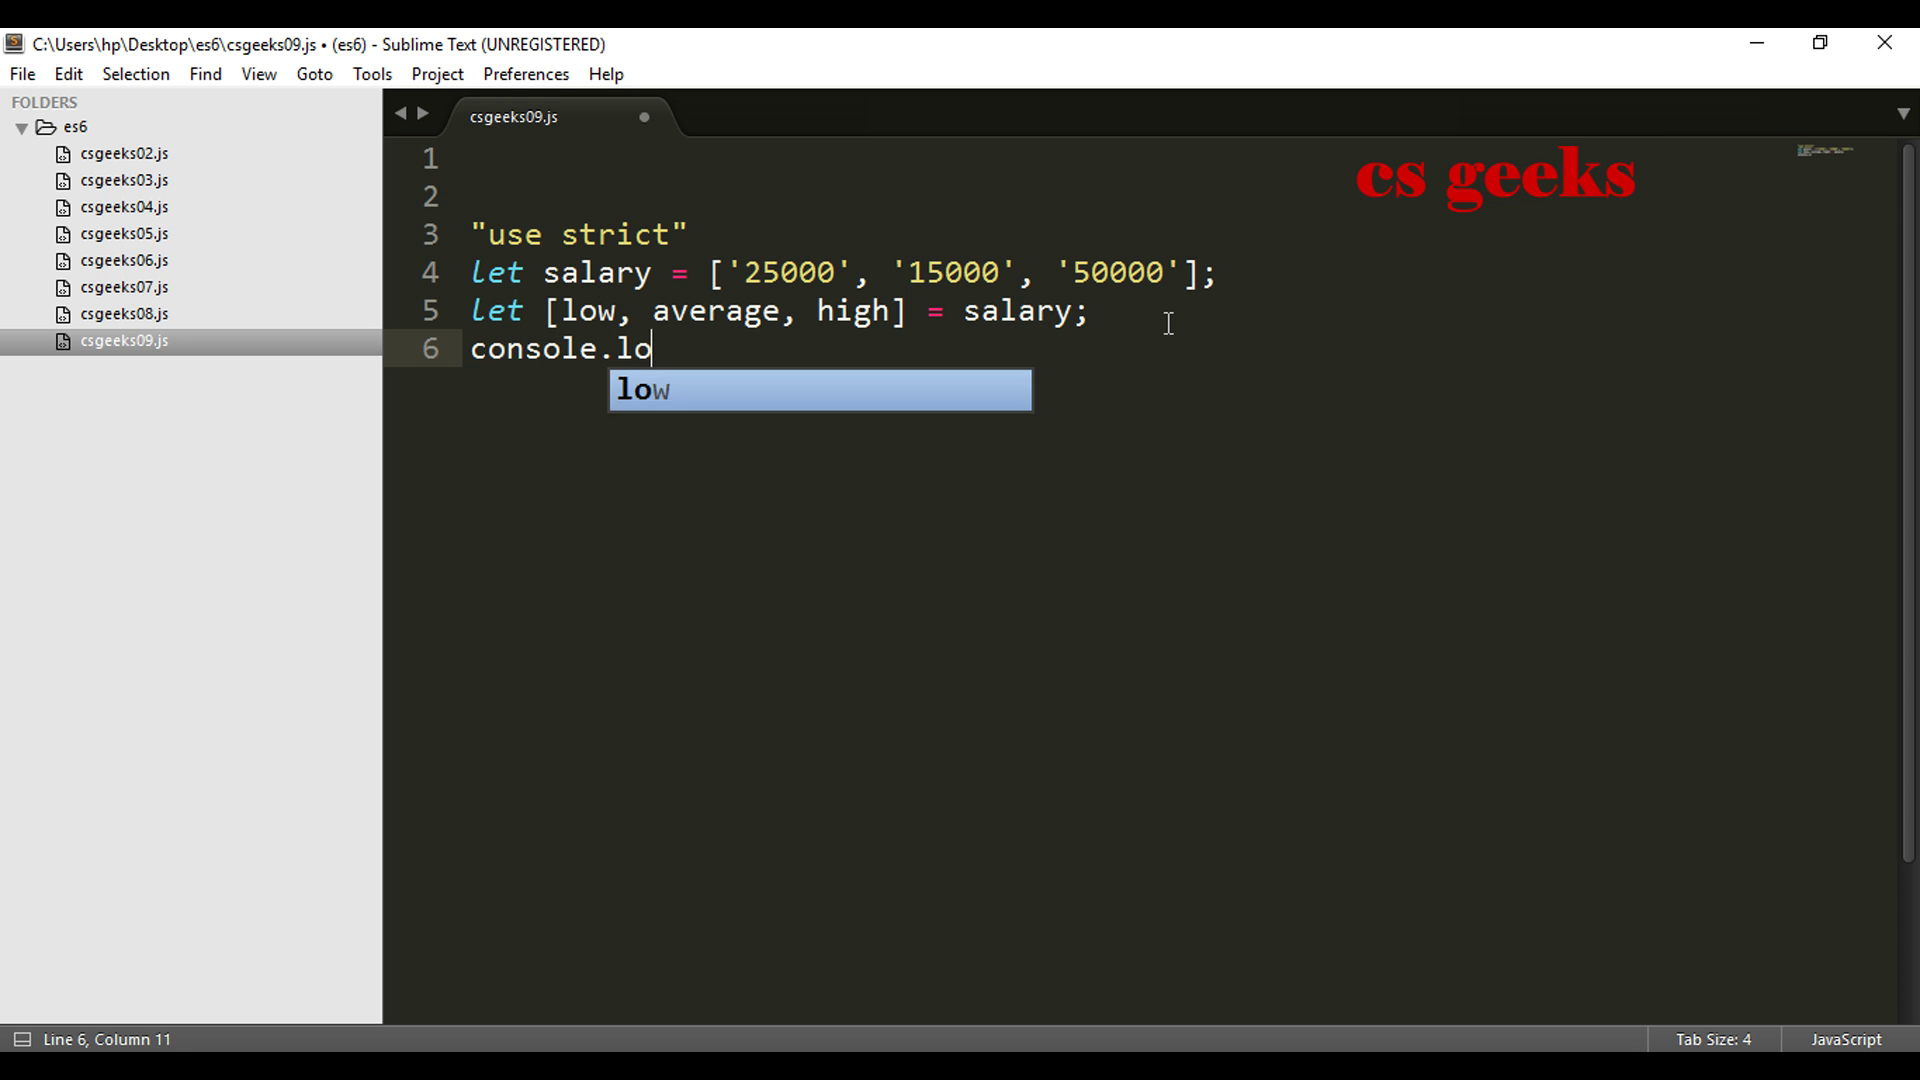 C:\Users\hp\Desktop\es6\csgeeks09.js • (es6) - Sublime Text (UNREGISTERED)
File Edit Selection Find View Goto Tools Project Preferences Help
FOLDERS
es6
csgeeks02.js
csgeeks03.js
csgeeks04.js
csgeeks05.js
csgeeks06.js
csgeeks07.js
csgeeks08.js
csgeeks09.js
csgeeks09.js
cs geeks
1
2
3 "use strict"
4 let salary = ['25000', '15000', '50000'];
5 let [low, average, high] = salary;
6 console.lo
low
Line 6, Column 11
Tab Size: 4
JavaScript